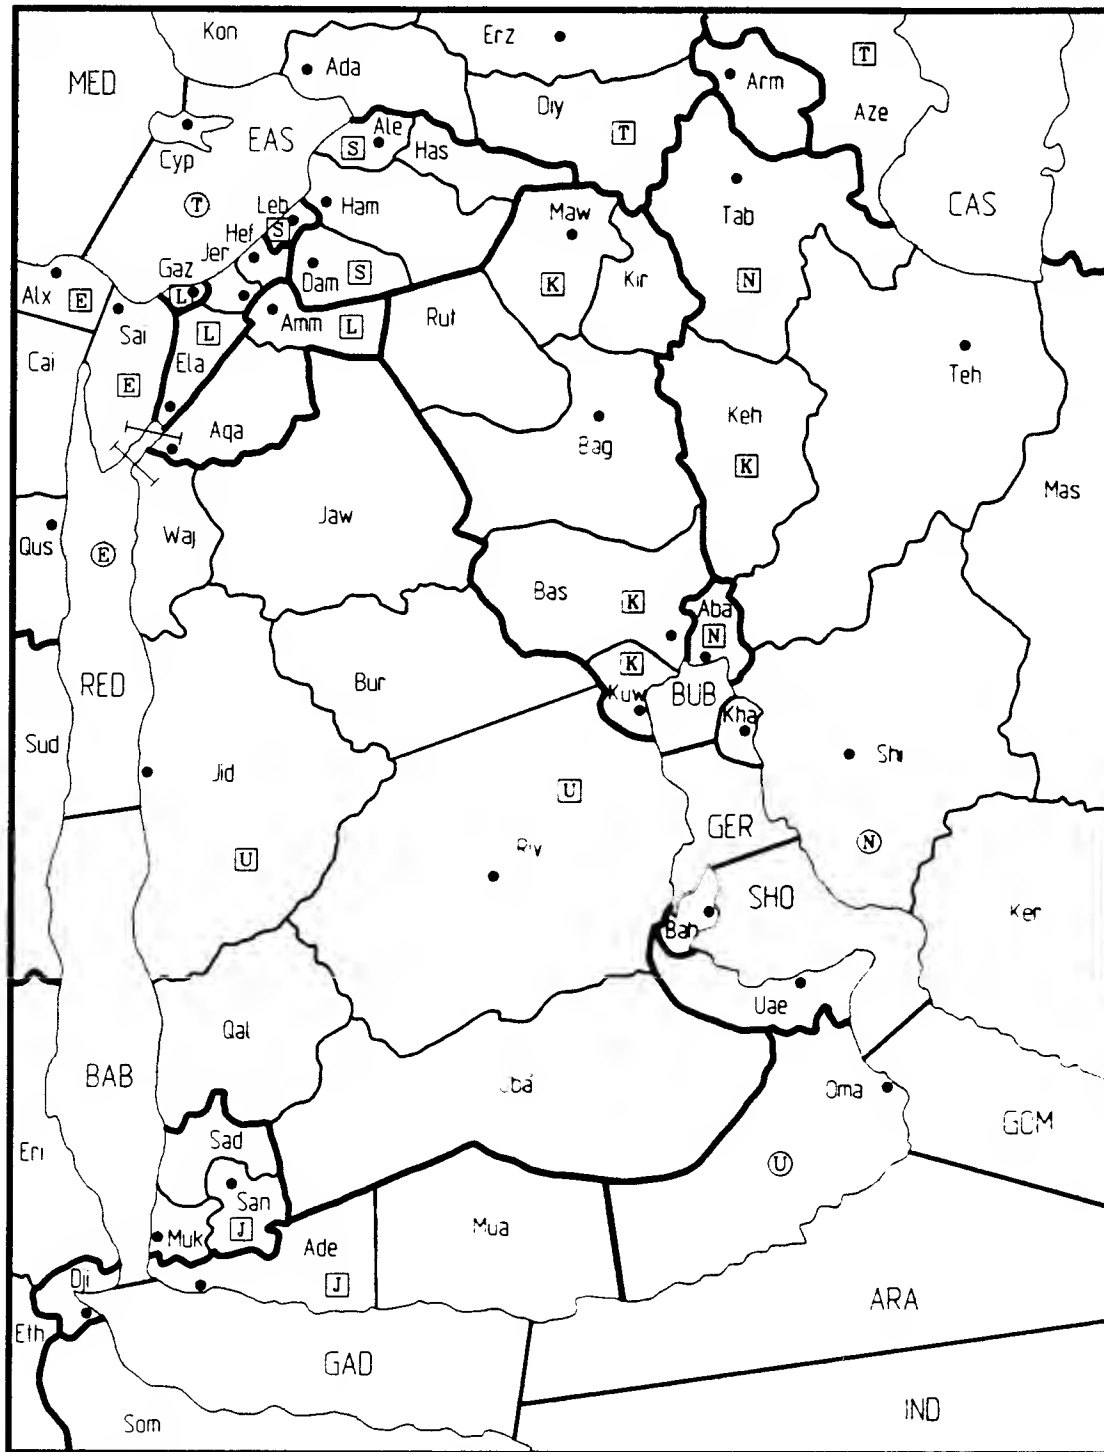 Kon
Erz
MED
Ada
Arm
T
Diy
T
Aze
EAS
Ale
S
Has
Cyp
T
Leb
S
Ham
Maw
Tab
CAS
Hef
Jer
Gaz
L
Dam
S
Kir
K
N
Alx
E
Sai
L
Amm
L
Rut
Cai
Ela
E
Teh
Aqa
Bag
Keh
K
Mas
Qus
E
Waj
Jaw
Bas
K
Aba
N
K
Kuw
BUB
Kha
RED
Bur
Sud
Jid
Shi
U
GER
N
U
SHO
Ker
Bah
Uae
Qal
BAB
Oma
GOM
Eri
Sad
U
San
J
Muk
Ade
Mua
J
Dji
ARA
Eth
GAD
Som
IND